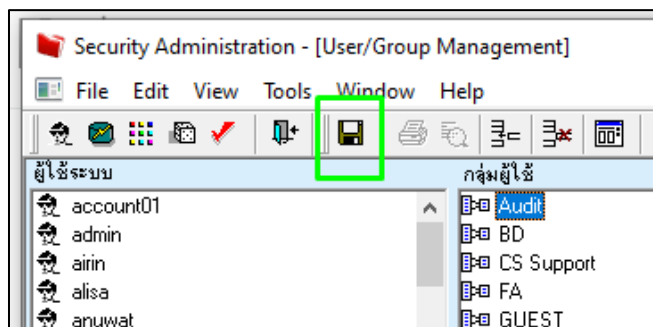 Security Administration - [User/Group Management]
File Edit View Tools Window Help
ผู้ใช้ระบบ
account01
admin
airin
alisa
anuwat
กลุ่มผู้ใช้
Audit
BD
CS Support
FA
GUEST